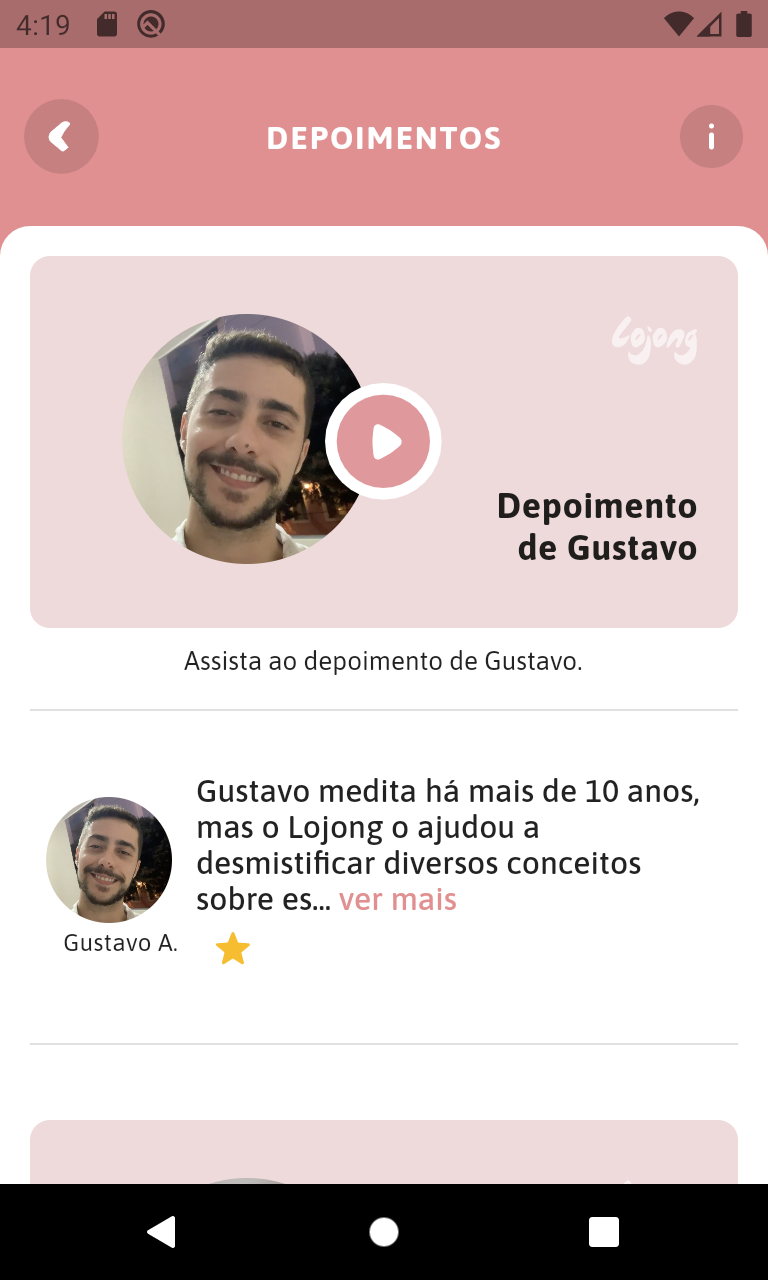 4:19
DEPOIMENTOS
Lojong
Depoimento
de Gustavo
Assista ao depoimento de Gustavo.
Gustavo medita há mais de 10 anos,
mas o Lojong o ajudou a
desmistificar diversos conceitos
sobre es... ver mais
Gustavo A.